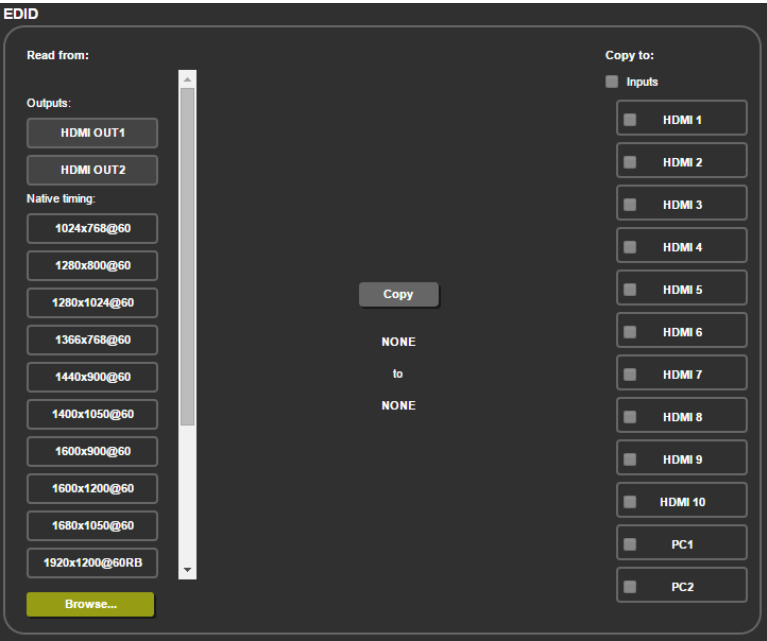 EDID
Read from:
Outputs:
HDMI OUT1
HDMI OUT2
Native timing:
1024x768@60
1280x800@60
1280x1024@60
1366x768@60
1440x900@60
1400x1050@60
1600x900@60
1600x1200@60
1680x1050@60
1920x1200@60RB
Browse...
Copy
NONE
to
NONE
Copy to:
Inputs
HDMI 1
HDMI 2
HDMI 3
HDMI 4
HDMI 5
HDMI 6
HDMI 7
HDMI 8
HDMI 9
HDMI 10
PC1
PC2